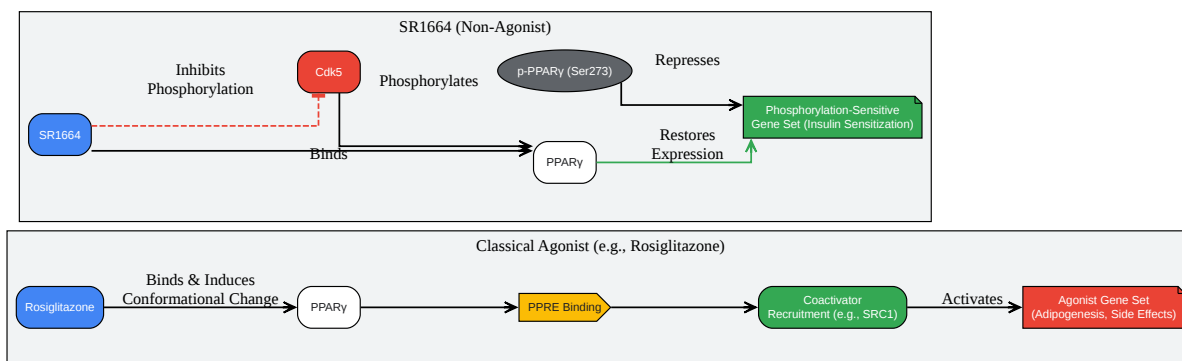 SR1664 (Non-Agonist)
Inhibits
Phosphorylation
Cdk5
Phosphorylates
p-PPARγ (Ser273)
Represses
Phosphorylation-Sensitive
Gene Set (Insulin Sensitization)
SR1664
Binds
PPARγ
Restores
Expression
Classical Agonist (e.g., Rosiglitazone)
Rosiglitazone
Binds & Induces
Conformational Change
PPARγ
PPRE Binding
Coactivator
Recruitment (e.g., SRC1)
Activates
Agonist Gene Set
(Adipogenesis, Side Effects)